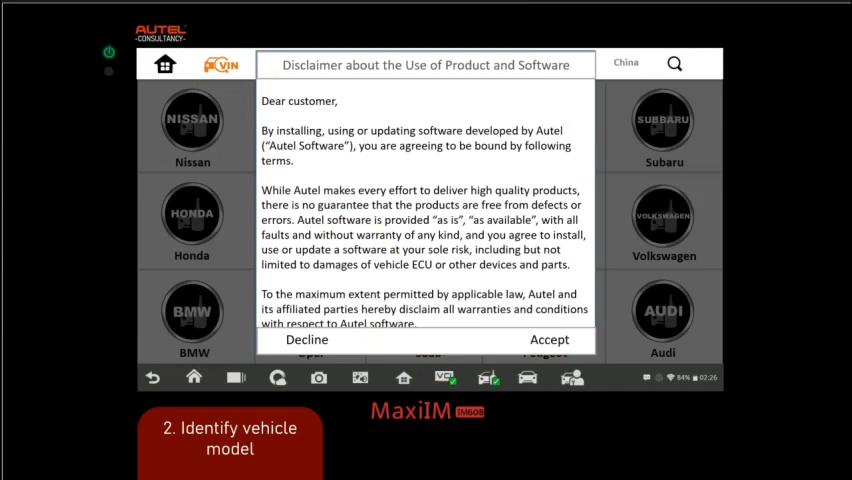 AUTEL
-CONSULTANCY-
VIN
Disclaimer about the Use of Product and Software
China
Dear customer,
By installing, using or updating software developed by Autel
("Autel Software"), you are agreeing to be bound by following
terms.
While Autel makes every effort to deliver high quality products,
there is no guarantee that the products are free from defects or
errors. Autel software is provided "as is", "as available", with all
faults and without warranty of any kind, and you agree to install,
use or update a software at your sole risk, including but not
limited to damages of vehicle ECU or other devices and parts.
To the maximum extent permitted by applicable law, Autel and
its affiliated parties hereby disclaim all warranties and conditions
with respect to Autel software.
Decline
Accept
NISSAN
Nissan
SUBARU
Subaru
HONDA
Honda
VOLKSWAGEN
Volkswagen
BMW
BMW
Opel
Saab
Peugeot
AUDI
Audi
VCI
84%
02:26
MaxiIM IM608
2. Identify vehicle
model